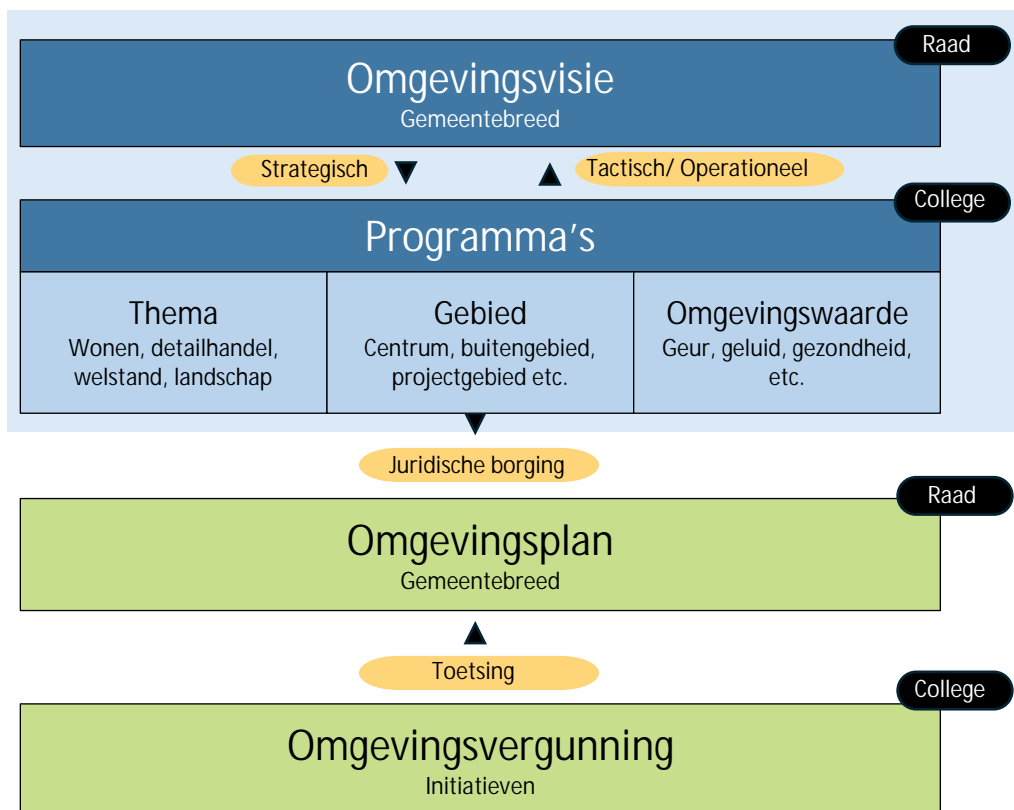 Raad
Omgevingsvisie
Gemeentebreed
Strategisch
Tactisch/ Operationeel
College
Programma's
Thema
Wonen, detailhandel,
welstand, landschap
Gebied
Centrum, buitengebied,
projectgebied etc.
Omgevingswaarde
Geur, geluid, gezondheid,
etc.
Juridische borging
Raad
Omgevingsplan
Gemeentebreed
Toetsing
College
Omgevingsvergunning
Initiatieven